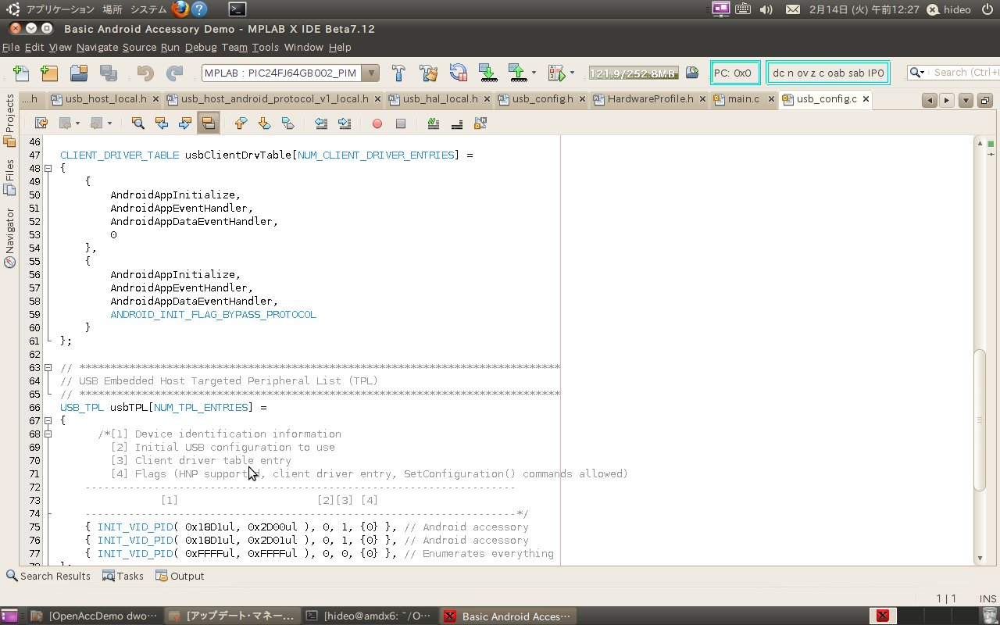 アプリケーション 場所 システム 2月14日 (火) 午前12:27 hideo
Basic Android Accessory Demo - MPLAB X IDE Beta7.12
File Edit View Navigate Source Run Debug Team Tools Window Help
MPLAB : PIC24FJ64GB002_PIM 121.9/252.8MB PC: 0x0 dc n ov z c oab sab IP0 Search (Ctrl+I
....h usb_host_local.h usb_host_android_protocol_v1_local.h usb_hal_local.h usb_config.h HardwareProfile.h main.c usb_config.c
Projects
Files
Navigator
46
47 CLIENT_DRIVER_TABLE usbClientDrvTable[NUM_CLIENT_DRIVER_ENTRIES] =
48 {
49 {
50 AndroidAppInitialize,
51 AndroidAppEventHandler,
52 AndroidAppDataEventHandler,
53 0
54 },
55 {
56 AndroidAppInitialize,
57 AndroidAppEventHandler,
58 AndroidAppDataEventHandler,
59 ANDROID_INIT_FLAG_BYPASS_PROTOCOL
60 }
61 };
62
63 // *****************************************************************************
64 // USB Embedded Host Targeted Peripheral List (TPL)
65 // *****************************************************************************
66 USB_TPL usbTPL[NUM_TPL_ENTRIES] =
67 {
68 /*[1] Device identification information
69 [2] Initial USB configuration to use
70 [3] Client driver table entry
71 [4] Flags (HNP supported, client driver entry, SetConfiguration() commands allowed)
72 ---------------------------------------------------------------------
73 [1] [2][3] [4]
74 ---------------------------------------------------------------------*/
75 { INIT_VID_PID( 0x18D1ul, 0x2D00ul ), 0, 1, {0} }, // Android accessory
76 { INIT_VID_PID( 0x18D1ul, 0x2D01ul ), 0, 1, {0} }, // Android accessory
77 { INIT_VID_PID( 0xFFFFul, 0xFFFFul ), 0, 0, {0} }, // Enumerates everything
78 };
Search Results Tasks Output
1 | 1 INS
[OpenAccDemo dwo... [アップデート・マネー... [hideo@amdx6: ~/O... Basic Android Acces...